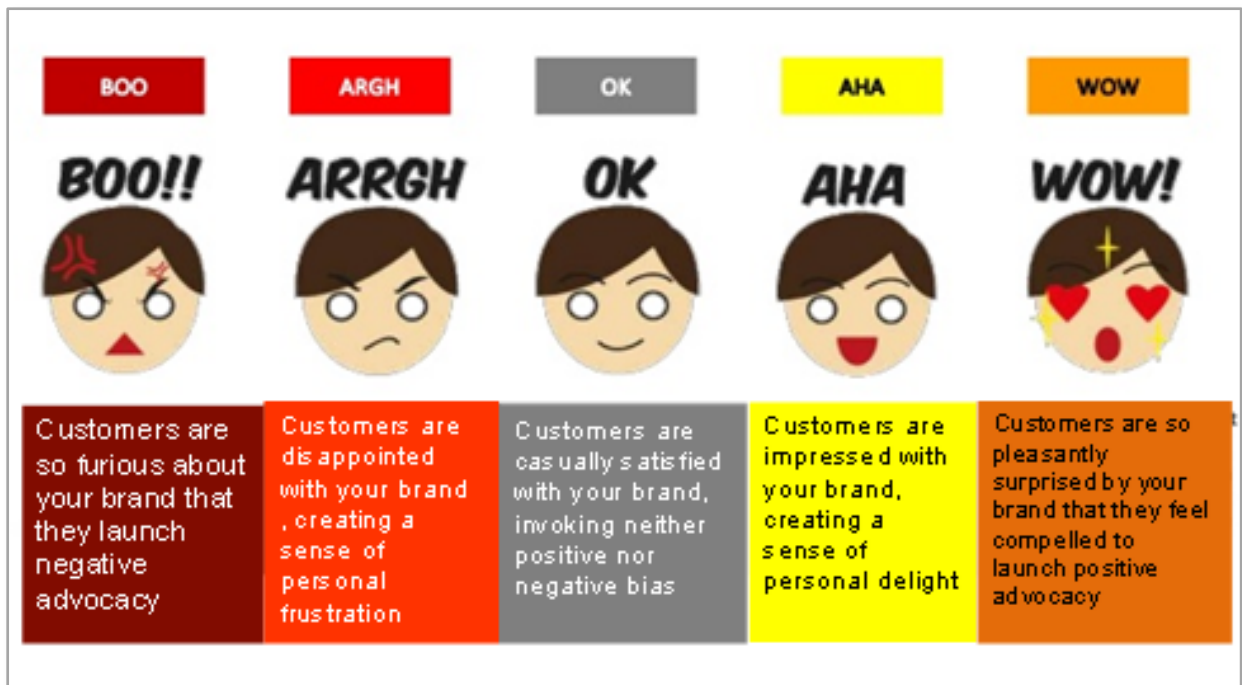 BOO
ARGH
OK
AHA
WOW
BOO!!
ARRGH
OK
AHA
WOW!
Customers are
so furious about
your brand that
they launch
negative
advocacy
Customers are
disappointed
with your brand
, creating a
sense of
personal
frustration
Customers are
casually satisfied
with your brand,
invoking neither
positive nor
negative bias
Customers are
impressed with
your brand,
creating a
sense of
personal delight
Customers are so
pleasantly
surprised by your
brand that they feel
compelled to
launch positive
advocacy